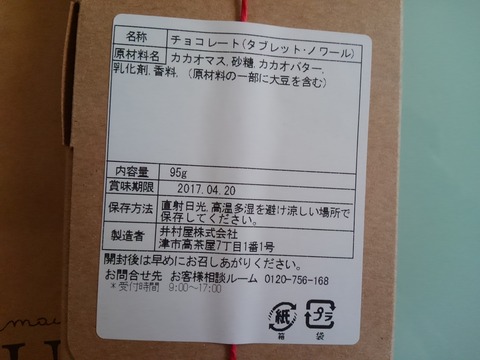 名称 チョコレート(タブレット・ノワール)
原材料名 カカオマス,砂糖,カカオバター,
乳化剤,香料,(原材料の一部に大豆を含む)
内容量 95g
賞味期限 2017.04.20
保存方法 直射日光,高温多湿を避け涼しい場所で
保存してください。
製造者 井村屋株式会社
津市高茶屋7丁目1番1号
開封後は早めにお召しあがりください。
お問合せ先 お客様相談ルーム 0120-756-168
*受付時間 9:00~17:00
紙 プラ
箱 袋